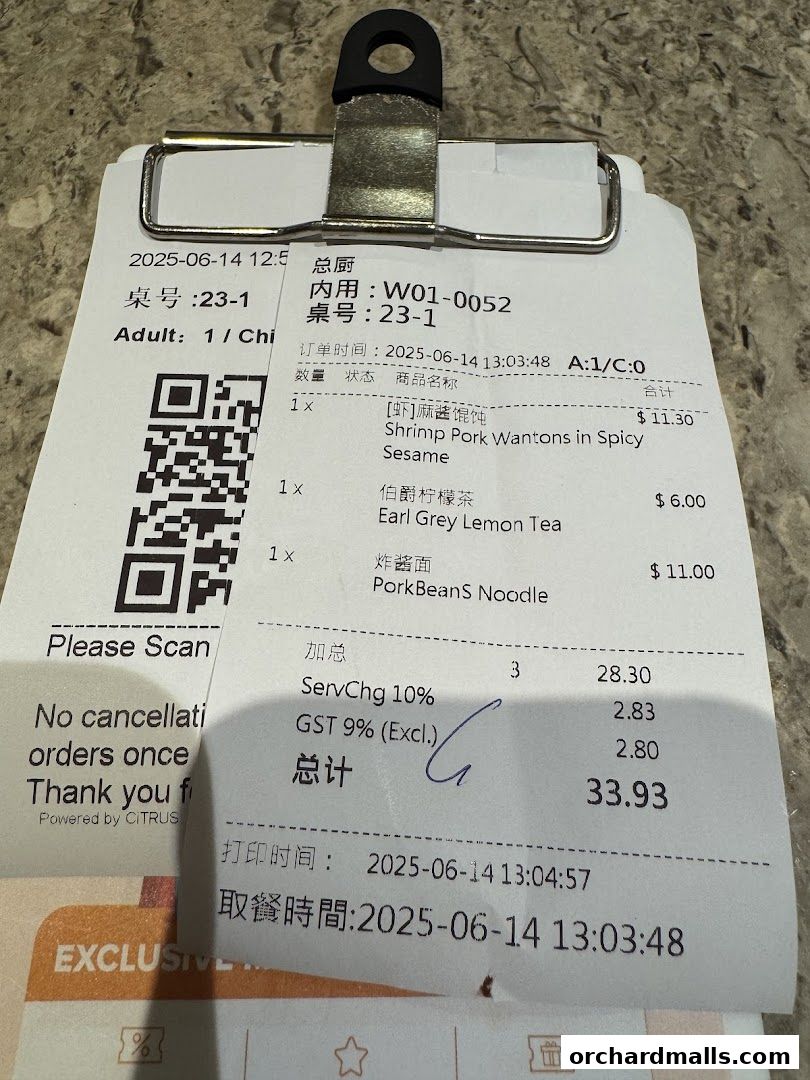 2025-06-14 12:5
桌号 :23-1
Adult: 1 / Chi
Please Scan
No cancellati
orders once
Thank you f
Powered by CiTRUS
EXCLUSIVE
总厨
内用 : W01-0052
桌号 : 23-1
订单时间 : 2025-06-14 13:03:48 A:1/C:0
数量 状态 商品名称 合计
1 x [虾]麻酱馄饨 $ 11.30
Shrimp Pork Wantons in Spicy
Sesame
1 x 伯爵柠檬茶 $ 6.00
Earl Grey Lemon Tea
1 x 炸酱面 $ 11.00
PorkBeanS Noodle
加总 3 28.30
ServChg 10% 2.83
GST 9% (Excl.) 2.80
总计 33.93
打印时间 : 2025-06-14 13:04:57
取餐時間:2025-06-14 13:03:48
orchardmalls.com